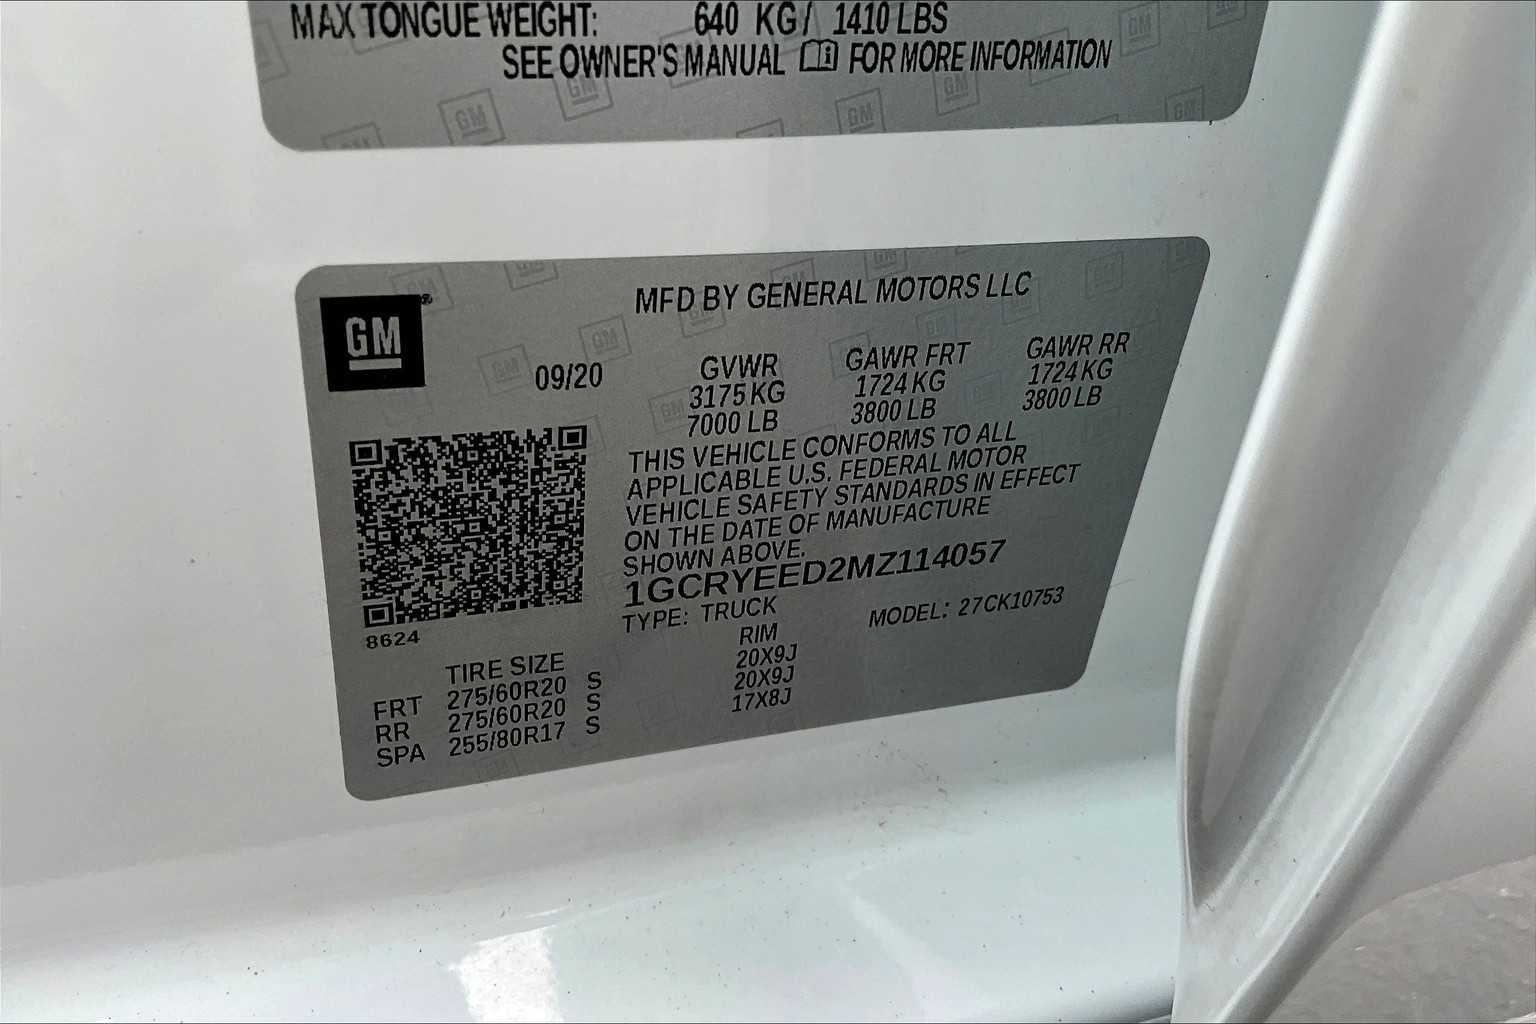 MAX TONGUE WEIGHT: 640 KG / 1410 LBS
SEE OWNER'S MANUAL FOR MORE INFORMATION
GM
MFD BY GENERAL MOTORS LLC
09/20
GVWR GAWR FRT GAWR RR
3175 KG 1724 KG 1724 KG
7000 LB 3800 LB 3800 LB
THIS VEHICLE CONFORMS TO ALL
APPLICABLE U.S. FEDERAL MOTOR
VEHICLE SAFETY STANDARDS IN EFFECT
ON THE DATE OF MANUFACTURE
SHOWN ABOVE.
1GCRYEED2MZ114057
TYPE: TRUCK MODEL: 27CK10753
8624
TIRE SIZE RIM
FRT 275/60R20 S 20X9J
RR 275/60R20 S 20X9J
SPA 255/80R17 S 17X8J